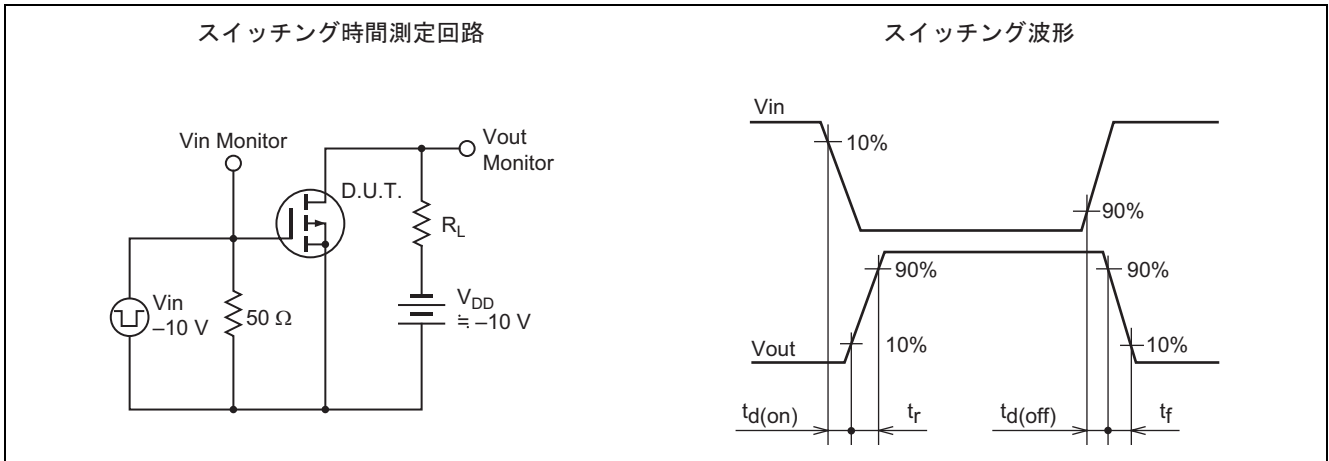 スイッチング時間測定回路
Vin Monitor
Vout
Monitor
D.U.T.
RL
Vin
–10 V
50 Ω
VDD
≒ –10 V
スイッチング波形
Vin
10%
90%
90%
90%
10%
10%
Vout
td(on)
tr
td(off)
tf